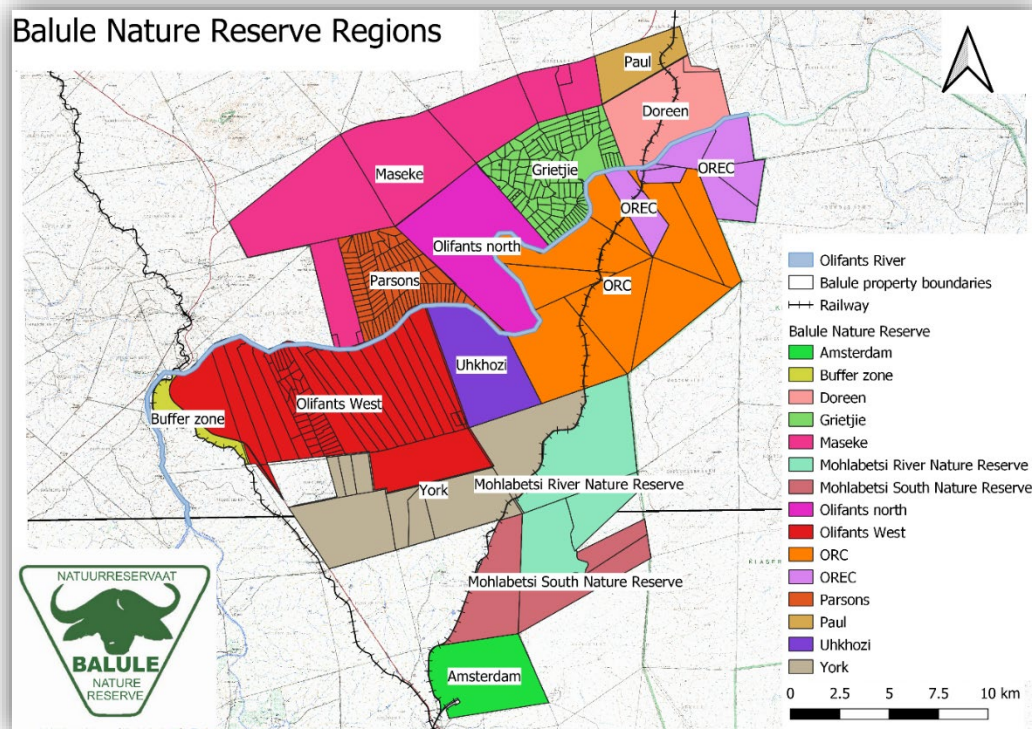 Balule Nature Reserve Regions
Paul
Doreen
OREC
Grietjie
Maseke
OREC
Olifants north
Parsons
ORC
Uhkhozi
Olifants West
Buffer zone
York
Mohlabetsi River Nature Reserve
Mohlabetsi South Nature Reserve
Amsterdam
Olifants River
Balule property boundaries
Railway
Balule Nature Reserve
Amsterdam
Buffer zone
Doreen
Grietjie
Maseke
Mohlabetsi River Nature Reserve
Mohlabetsi South Nature Reserve
Olifants north
Olifants West
ORC
OREC
Parsons
Paul
Uhkhozi
York
0 2.5 5 7.5 10 km
NATUURRESERVAAT
BALULE
NATURE
RESERVE